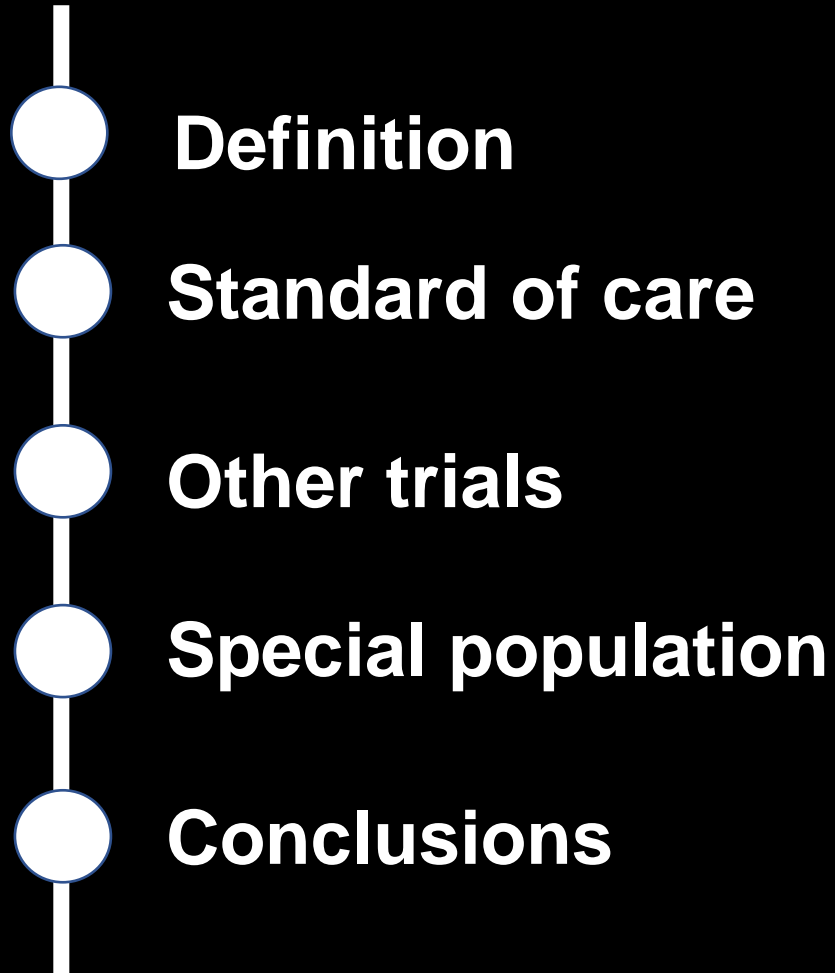 Definition
Standard of care
Other trials
Special population
Conclusions